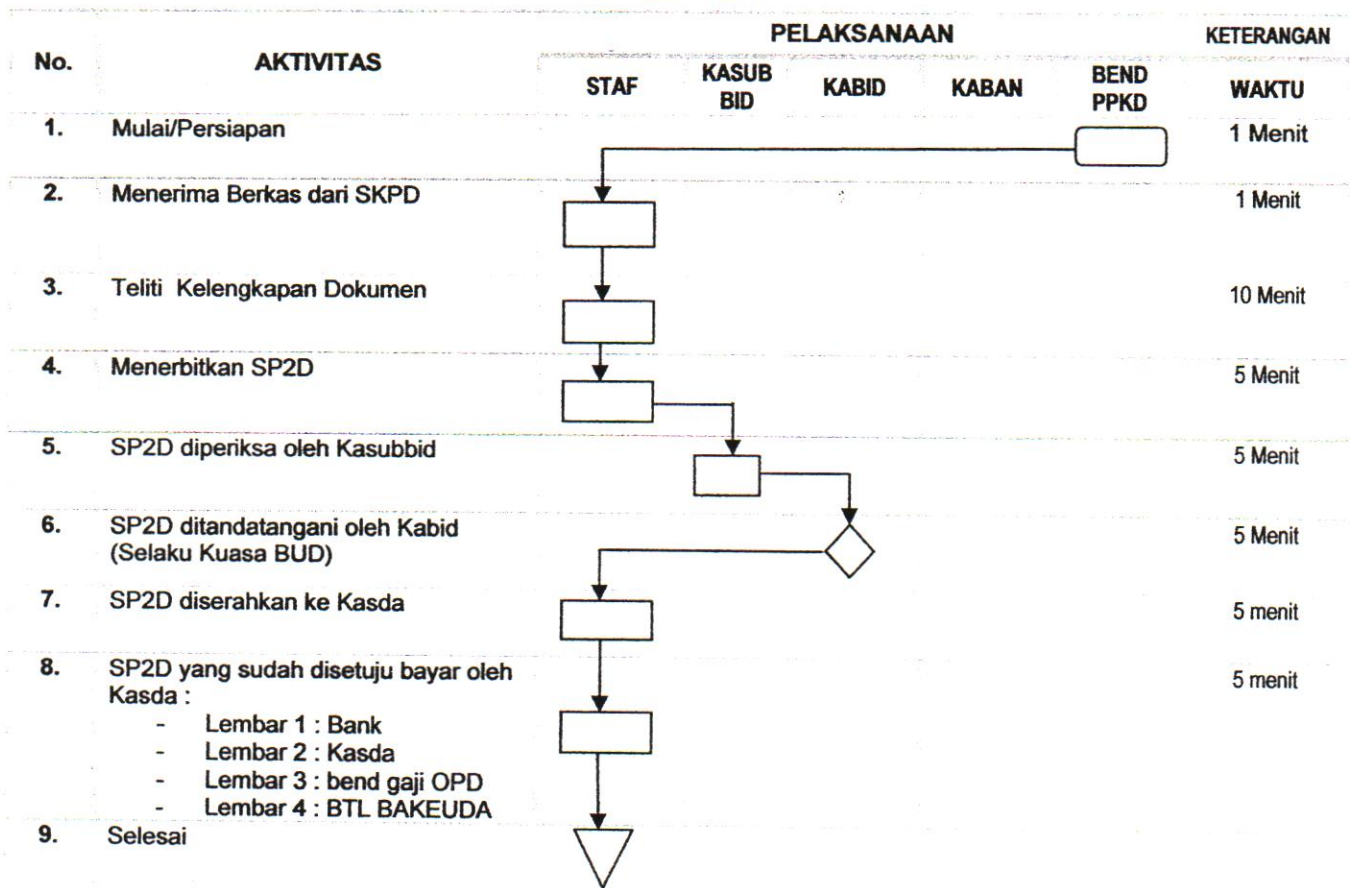 No. AKTIVITAS PELAKSANAAN KETERANGAN
STAF KASUB BID KABID KABAN BEND PPKD WAKTU
1. Mulai/Persiapan 1 Menit
2. Menerima Berkas dari SKPD 1 Menit
3. Teliti Kelengkapan Dokumen 10 Menit
4. Menerbitkan SP2D 5 Menit
5. SP2D diperiksa oleh Kasubbid 5 Menit
6. SP2D ditandatangani oleh Kabid 5 Menit
(Selaku Kuasa BUD)
7. SP2D diserahkan ke Kasda 5 menit
8. SP2D yang sudah disetuju bayar oleh 5 menit
Kasda :
- Lembar 1 : Bank
- Lembar 2 : Kasda
- Lembar 3 : bend gaji OPD
- Lembar 4 : BTL BAKEUDA
9. Selesai